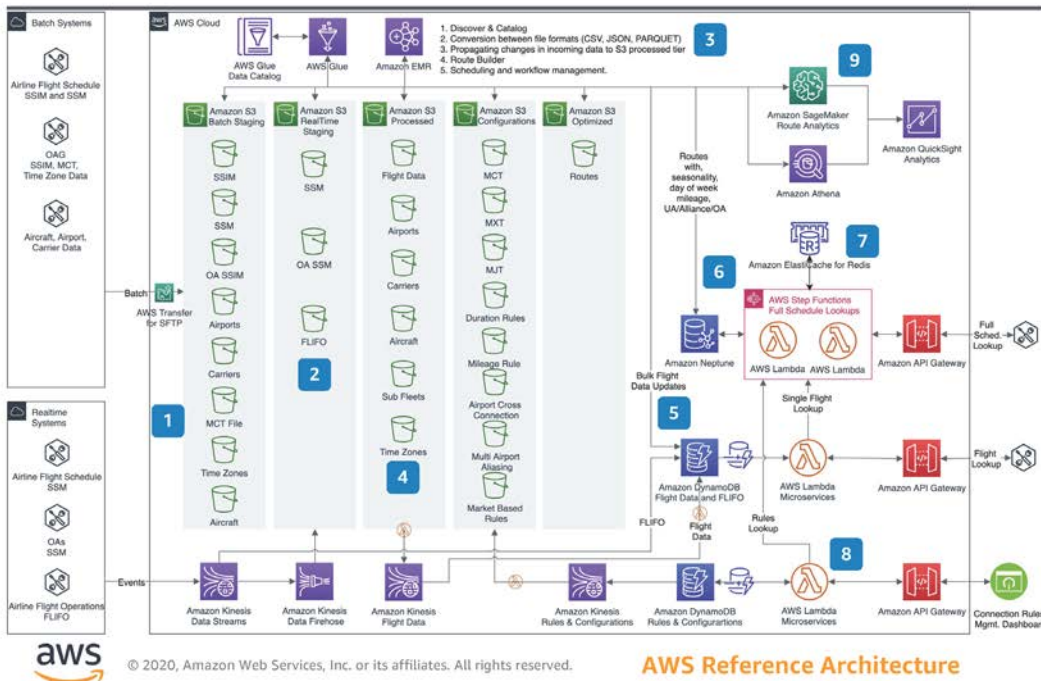 Batch Systems
Airline Flight Schedule
SSIM and SSM
OAG
SSIM, MCT,
Time Zone Data
Aircraft, Airport,
Carrier Data
Realtime
Systems
Airline Flight Schedule
SSM
OAs
SSM
Airline Flight Operations
FLIFO
Batch
AWS Transfer
for SFTP
Events
aws
AWS Cloud
AWS Glue
Data Catalog
AWS Glue
Amazon EMR
1. Discover & Catalog
2. Conversion between file formats (CSV, JSON, PARQUET)
3. Propagating changes in incoming data to S3 processed tier
4. Route Builder
5. Scheduling and workflow management.
3
Amazon S3
Batch Staging
SSIM
SSM
OA SSIM
Airports
Carriers
MCT File
Time Zones
Aircraft
1
Amazon S3
RealTime
Staging
SSM
OA SSM
FLIFO
2
Amazon S3
Processed
Flight Data
Airports
Carriers
Aircraft
Sub Fleets
Time Zones
4
Amazon S3
Configurations
MCT
MXT
MJT
Duration Rules
Mileage Rule
Airport Cross
Connection
Multi Airport
Aliasing
Market Based
Rules
Amazon S3
Optimized
Routes
Routes
with,
seasonality,
day of week
mileage,
UA/Alliance/OA
9
Amazon SageMaker
Route Analytics
Amazon QuickSight
Analytics
Amazon Athena
R
7
Amazon ElastiCache for Redis
6
AWS Step Functions
Full Schedule Lookups
AWS Lambda
AWS Lambda
Amazon Neptune
Amazon API Gateway
Full
Sched.
Lookup
Bulk Flight
Data Updates
5
Single Flight
Lookup
Amazon DynamoDB
Flight Data and FLIFO
AWS Lambda
Microservices
Amazon API Gateway
Flight
Lookup
FLIFO
Flight
Data
Rules
Lookup
8
Amazon Kinesis
Data Streams
Amazon Kinesis
Data Firehose
Amazon Kinesis
Flight Data
Amazon Kinesis
Rules & Configurations
Amazon DynamoDB
Rules & Configurartions
AWS Lambda
Microservices
Amazon API Gateway
Connection Rules
Mgmt. Dashboard
aws
© 2020, Amazon Web Services, Inc. or its affiliates. All rights reserved.
AWS Reference Architecture